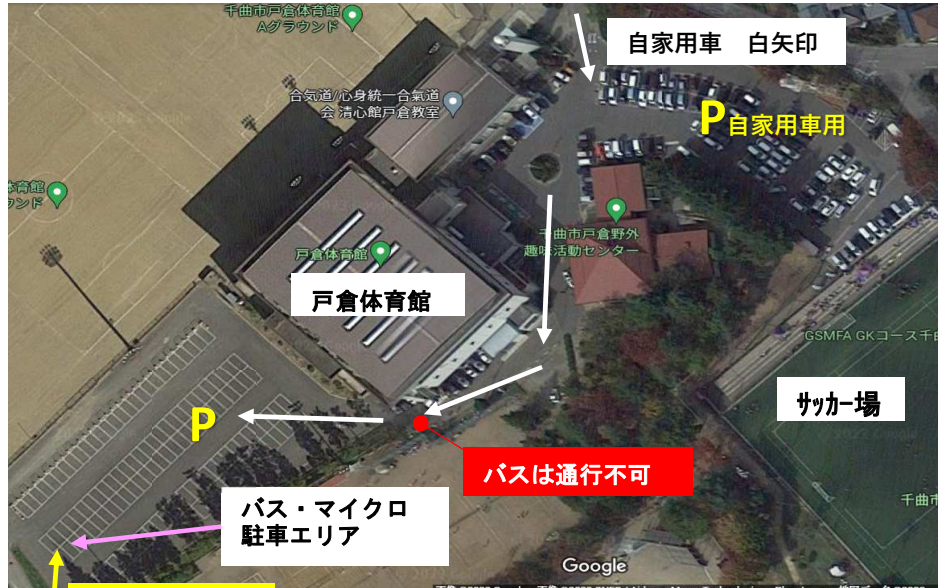 千曲市戸倉体育館
Aグラウンド
自家用車 白矢印
合気道/心身統一合氣道
会 清心館戸倉教室
P自家用車用
体育館
ウンド
千曲市戸倉野外
趣味活動センター
戸倉体育館
戸倉体育館
GSMFA GKコース千曲
サッカー場
P
バスは通行不可
バス・マイクロ
駐車エリア
千曲市
Google